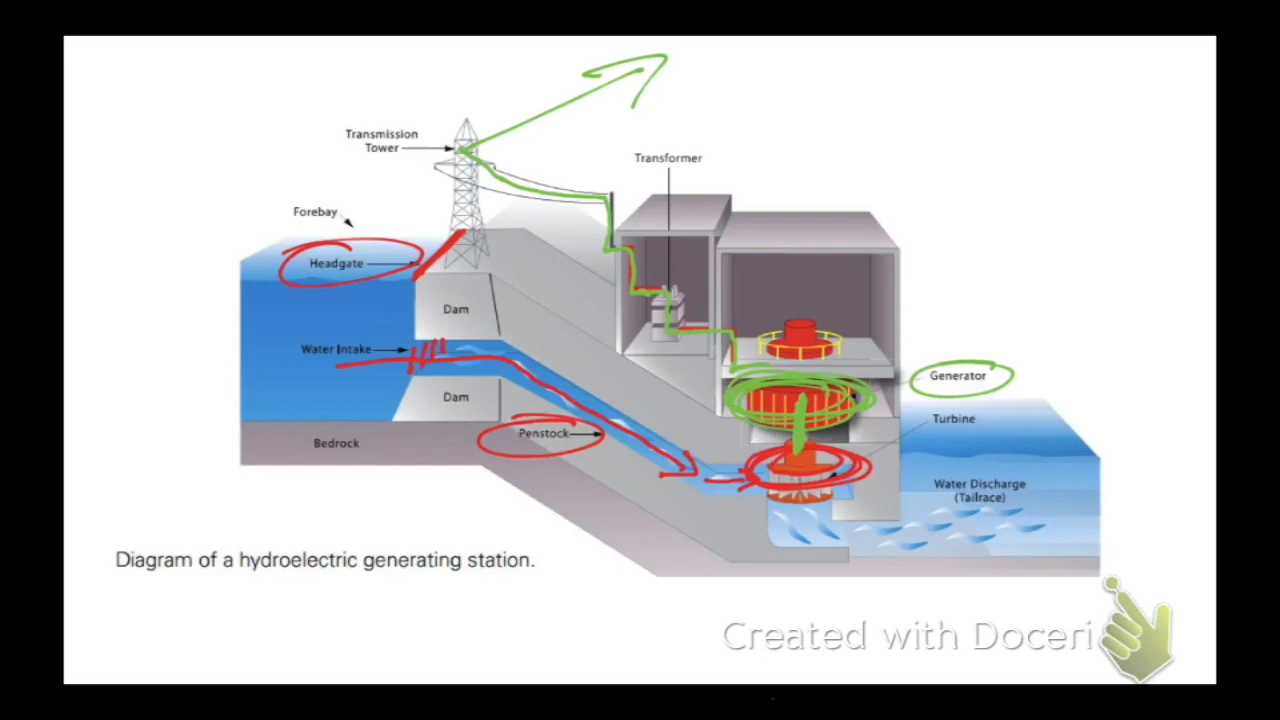 Transmission
Tower
Transformer
Forebay
Headgate
Dam
Water Intake
Generator
Dam
Turbine
Penstock
Bedrock
Water Discharge
(Tailrace)
Diagram of a hydroelectric generating station.
Created with Doceri